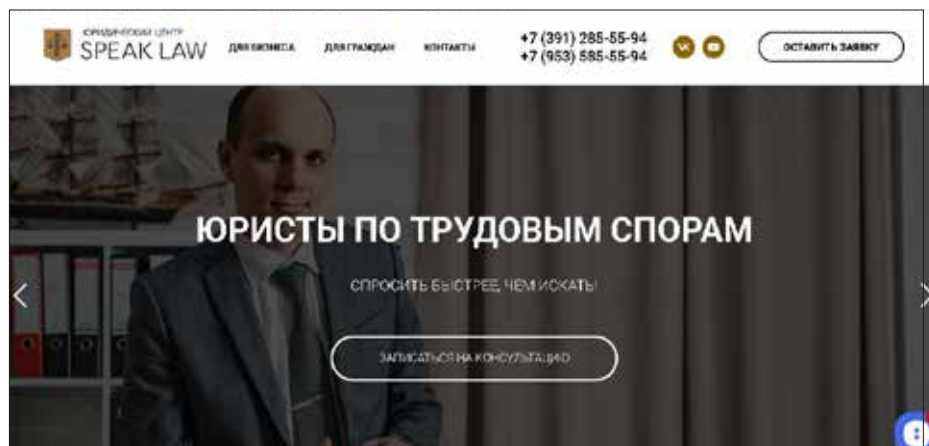 ЮРИДИЧЕСКИЙ ЦЕНТР
SPEAK LAW
ДЛЯ БИЗНЕСА
ДЛЯ ГРАЖДАН
КОНТАКТЫ
+7 (391) 285-55-94
+7 (953) 585-55-94
ОСТАВИТЬ ЗАЯВКУ
ЮРИСТЫ ПО ТРУДОВЫМ СПОРАМ
СПРОСИТЬ БЫСТРЕЕ, ЧЕМ ИСКАТЬ!
ЗАПИСАТЬСЯ НА КОНСУЛЬТАЦИЮ